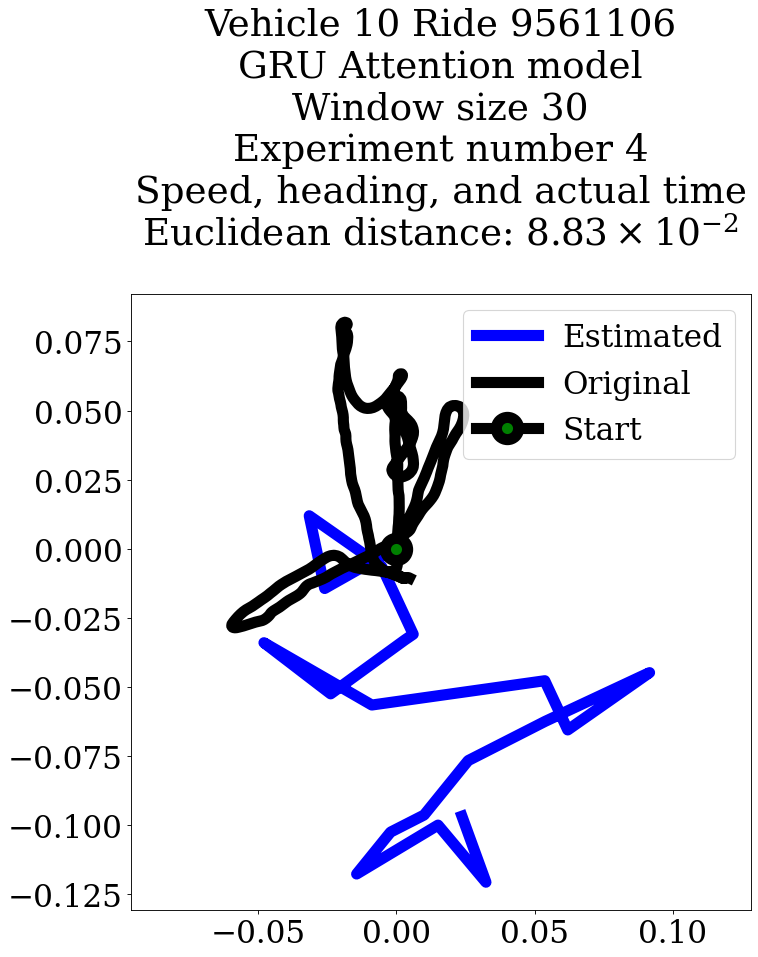 Vehicle 10 Ride 9561106
GRU Attention model
Window size 30
Experiment number 4
Speed, heading, and actual time
Euclidean distance: 8.83 × 10⁻²
Estimated
Original
Start
0.075
0.050
0.025
0.000
−0.025
−0.050
−0.075
−0.100
−0.125
−0.05 0.00 0.05 0.10